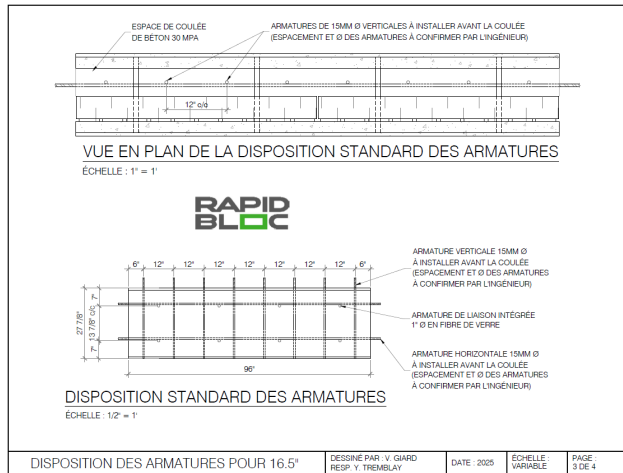 ESPACE DE COULÉE
DE BÉTON 30 MPA
ARMATURES DE 15MM Ø VERTICALES À INSTALLER AVANT LA COULÉE
(ESPACEMENT ET Ø DES ARMATURES À CONFIRMER PAR L'INGÉNIEUR)
12" c/c
VUE EN PLAN DE LA DISPOSITION STANDARD DES ARMATURES
ÉCHELLE : 1" = 1'
RAPID
BLOC
6" 12" 12" 12" 12" 12" 12" 12" 6"
27 7/8"
7"
13 7/8" c/c
7"
96"
ARMATURE VERTICALE 15MM Ø
À INSTALLER AVANT LA COULÉE
(ESPACEMENT ET Ø DES ARMATURES
À CONFIRMER PAR L'INGÉNIEUR)
ARMATURE DE LIAISON INTÉGRÉE
1" Ø EN FIBRE DE VERRE
ARMATURE HORIZONTALE 15MM Ø
À INSTALLER AVANT LA COULÉE
(ESPACEMENT ET Ø DES ARMATURES
À CONFIRMER PAR L'INGÉNIEUR)
DISPOSITION STANDARD DES ARMATURES
ÉCHELLE : 1/2" = 1'
DISPOSITION DES ARMATURES POUR 16.5"
DESSINÉ PAR : V. GIARD
RESP. Y. TREMBLAY
DATE : 2025
ÉCHELLE :
VARIABLE
PAGE :
3 DE 4